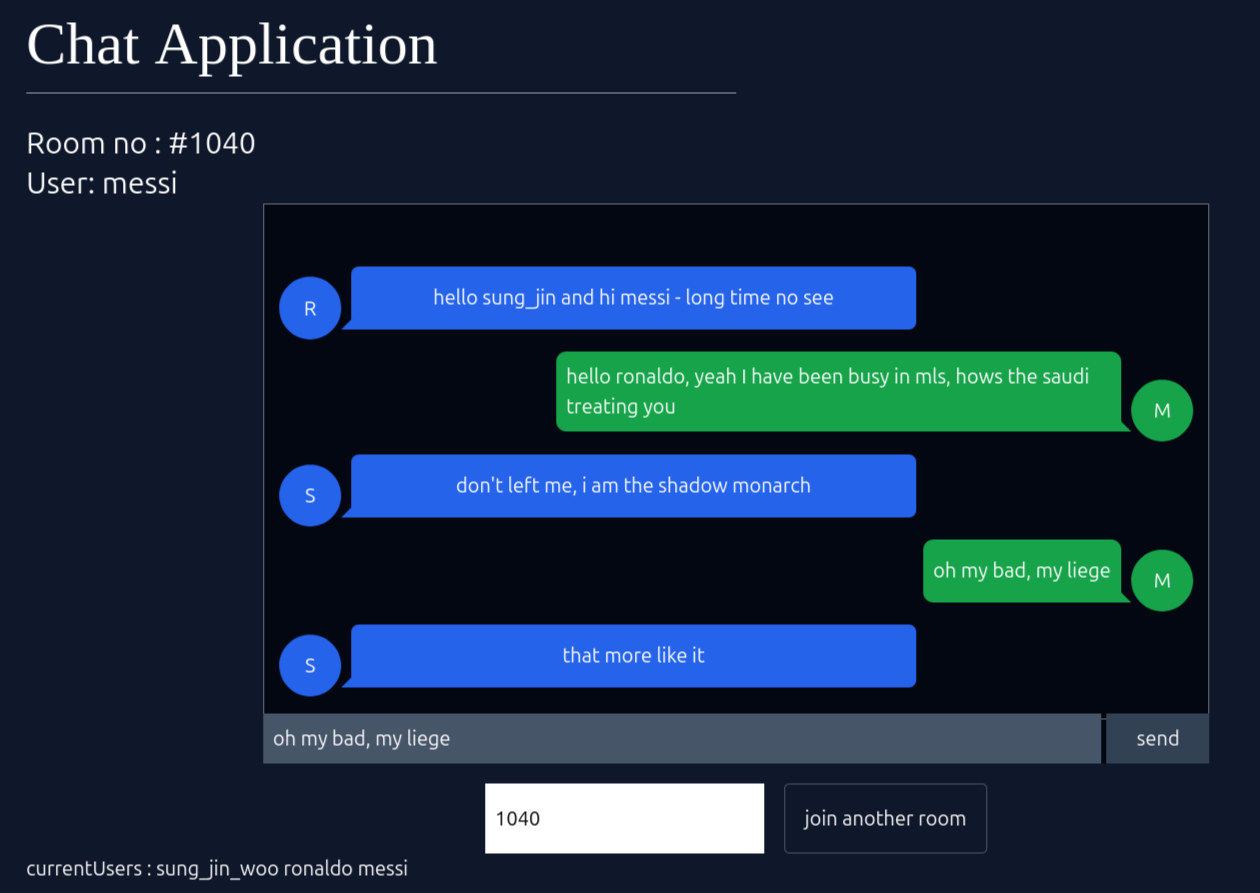 Chat Application
Room no : #1040
User: messi
R
hello sung_jin and hi messi - long time no see
hello ronaldo, yeah I have been busy in mls, hows the saudi
treating you
M
S
don't left me, i am the shadow monarch
oh my bad, my liege
M
S
that more like it
oh my bad, my liege
send
1040
join another room
currentUsers : sung_jin_woo ronaldo messi